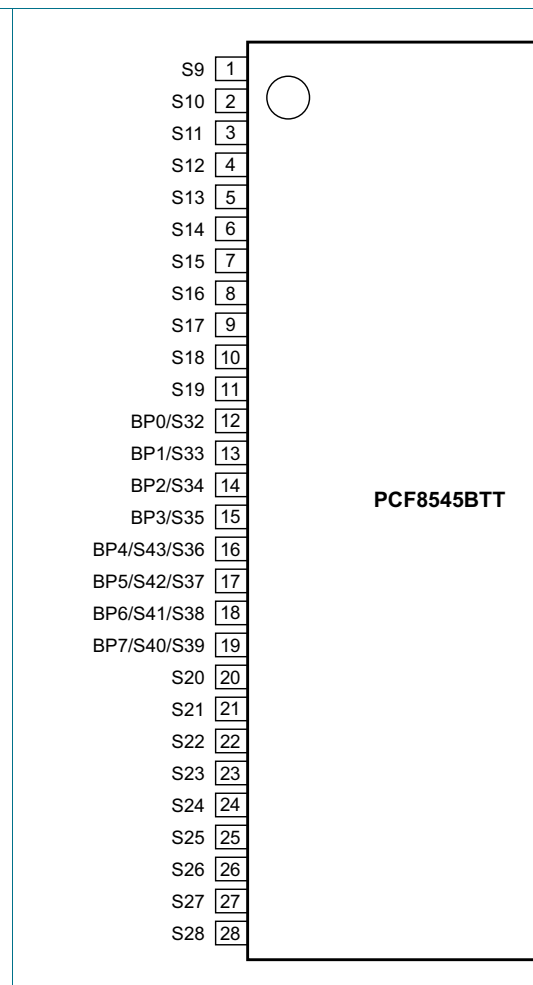 S9 1
S10 2
S11 3
S12 4
S13 5
S14 6
S15 7
S16 8
S17 9
S18 10
S19 11
BP0/S32 12
BP1/S33 13
BP2/S34 14
PCF8545BTT
BP3/S35 15
BP4/S43/S36 16
BP5/S42/S37 17
BP6/S41/S38 18
BP7/S40/S39 19
S20 20
S21 21
S22 22
S23 23
S24 24
S25 25
S26 26
S27 27
S28 28